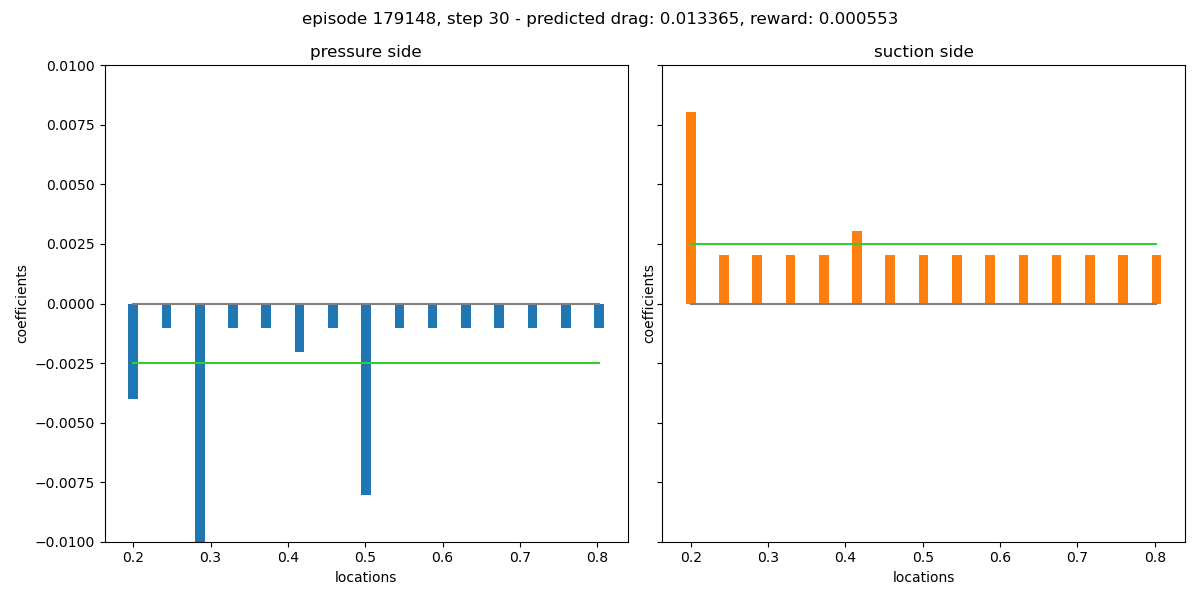 episode 179148, step 30 - predicted drag: 0.013365, reward: 0.000553
pressure side
suction side
0.0100
0.0075
0.0050
0.0025
0.0000
−0.0025
−0.0050
−0.0075
−0.0100
coefficients
coefficients
0.2 0.3 0.4 0.5 0.6 0.7 0.8
0.2 0.3 0.4 0.5 0.6 0.7 0.8
locations
locations